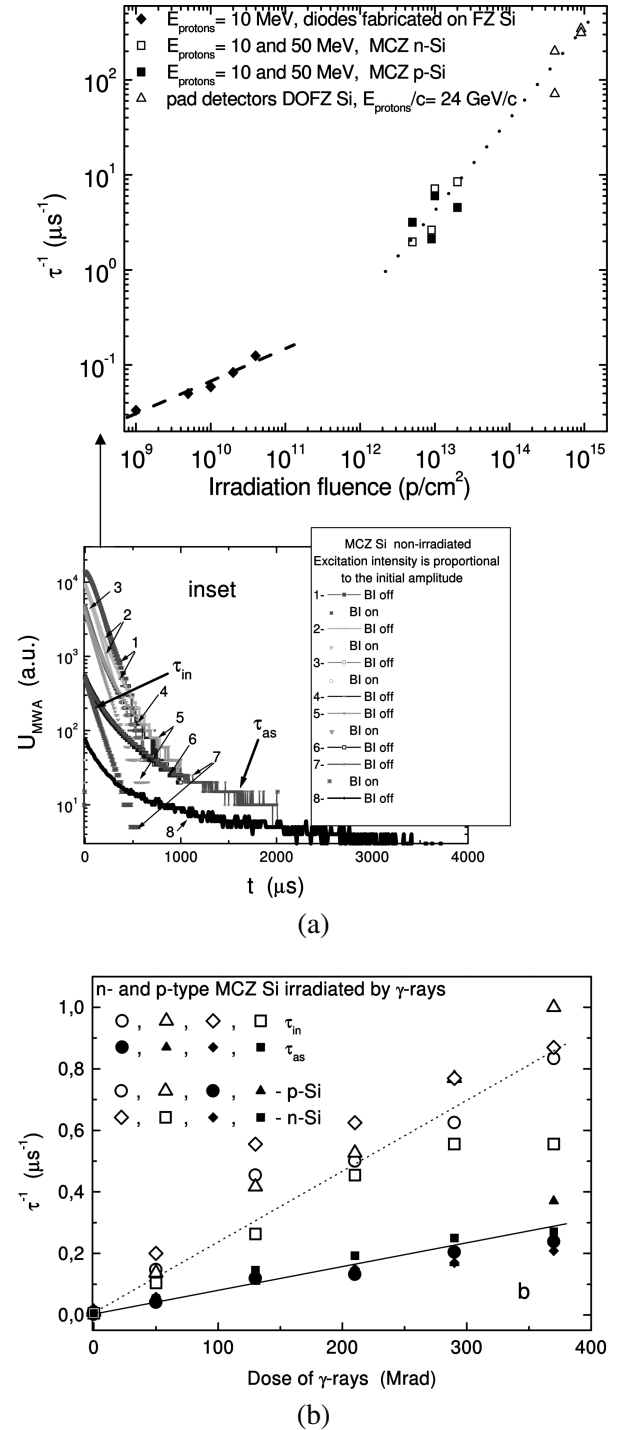 E_protons= 10 MeV, diodes fabricated on FZ Si
E_protons= 10 and 50 MeV, MCZ n-Si
E_protons= 10 and 50 MeV, MCZ p-Si
pad detectors DOFZ Si, E_protons/c= 24 GeV/c
10^2
10^1
10^0
10^-1
τ^-1 (μs^-1)
10^9 10^10 10^11 10^12 10^13 10^14 10^15
Irradiation fluence (p/cm^2)
inset
MCZ Si non-irradiated
Excitation intensity is proportional
to the initial amplitude
1- BI off
BI on
2- BI off
BI on
3- BI off
BI on
4- BI off
5- BI off
BI on
6- BI off
7- BI off
BI on
8- BI off
10^4
10^3
10^2
10^1
U_MWA (a.u.)
3
2
1
τ_in
4
5
6
7
τ_as
8
0 1000 2000 3000 4000
t (μs)
(a)
n- and p-type MCZ Si irradiated by γ-rays
, , , τ_in
, , , τ_as
, , , - p-Si
, , , - n-Si
1,0
0,8
0,6
0,4
0,2
0,0
τ^-1 (μs^-1)
b
0 100 200 300 400
Dose of γ-rays (Mrad)
(b)